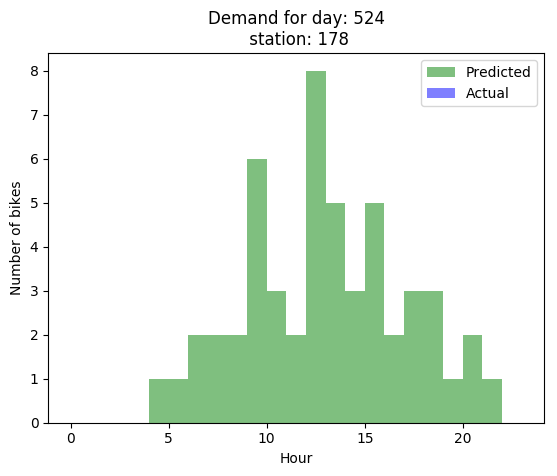 Demand for day: 524
station: 178
Predicted
Actual
Number of bikes
8
7
6
5
4
3
2
1
0
0 5 10 15 20
Hour